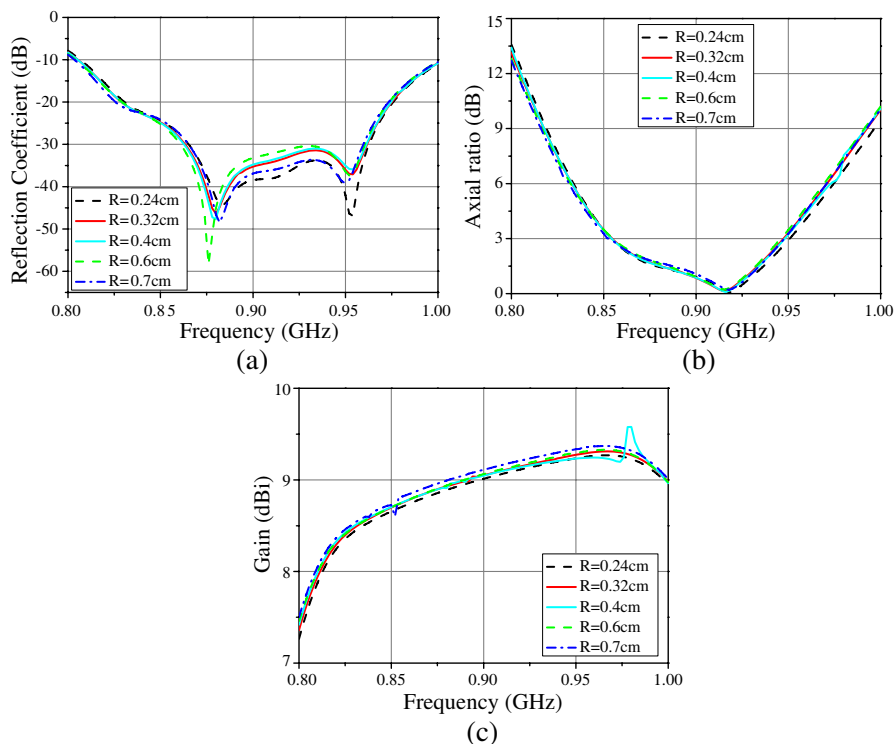 0
-10
-20
-30
-40
-50
-60
Reflection Coefficient (dB)
R=0.24cm
R=0.32cm
R=0.4cm
R=0.6cm
R=0.7cm
0.80 0.85 0.90 0.95 1.00
Frequency (GHz)
(a)
15
12
9
6
3
0
Axial ratio (dB)
R=0.24cm
R=0.32cm
R=0.4cm
R=0.6cm
R=0.7cm
0.80 0.85 0.90 0.95 1.00
Frequency (GHz)
(b)
10
9
8
7
Gain (dBi)
R=0.24cm
R=0.32cm
R=0.4cm
R=0.6cm
R=0.7cm
0.80 0.85 0.90 0.95 1.00
Frequency (GHz)
(c)